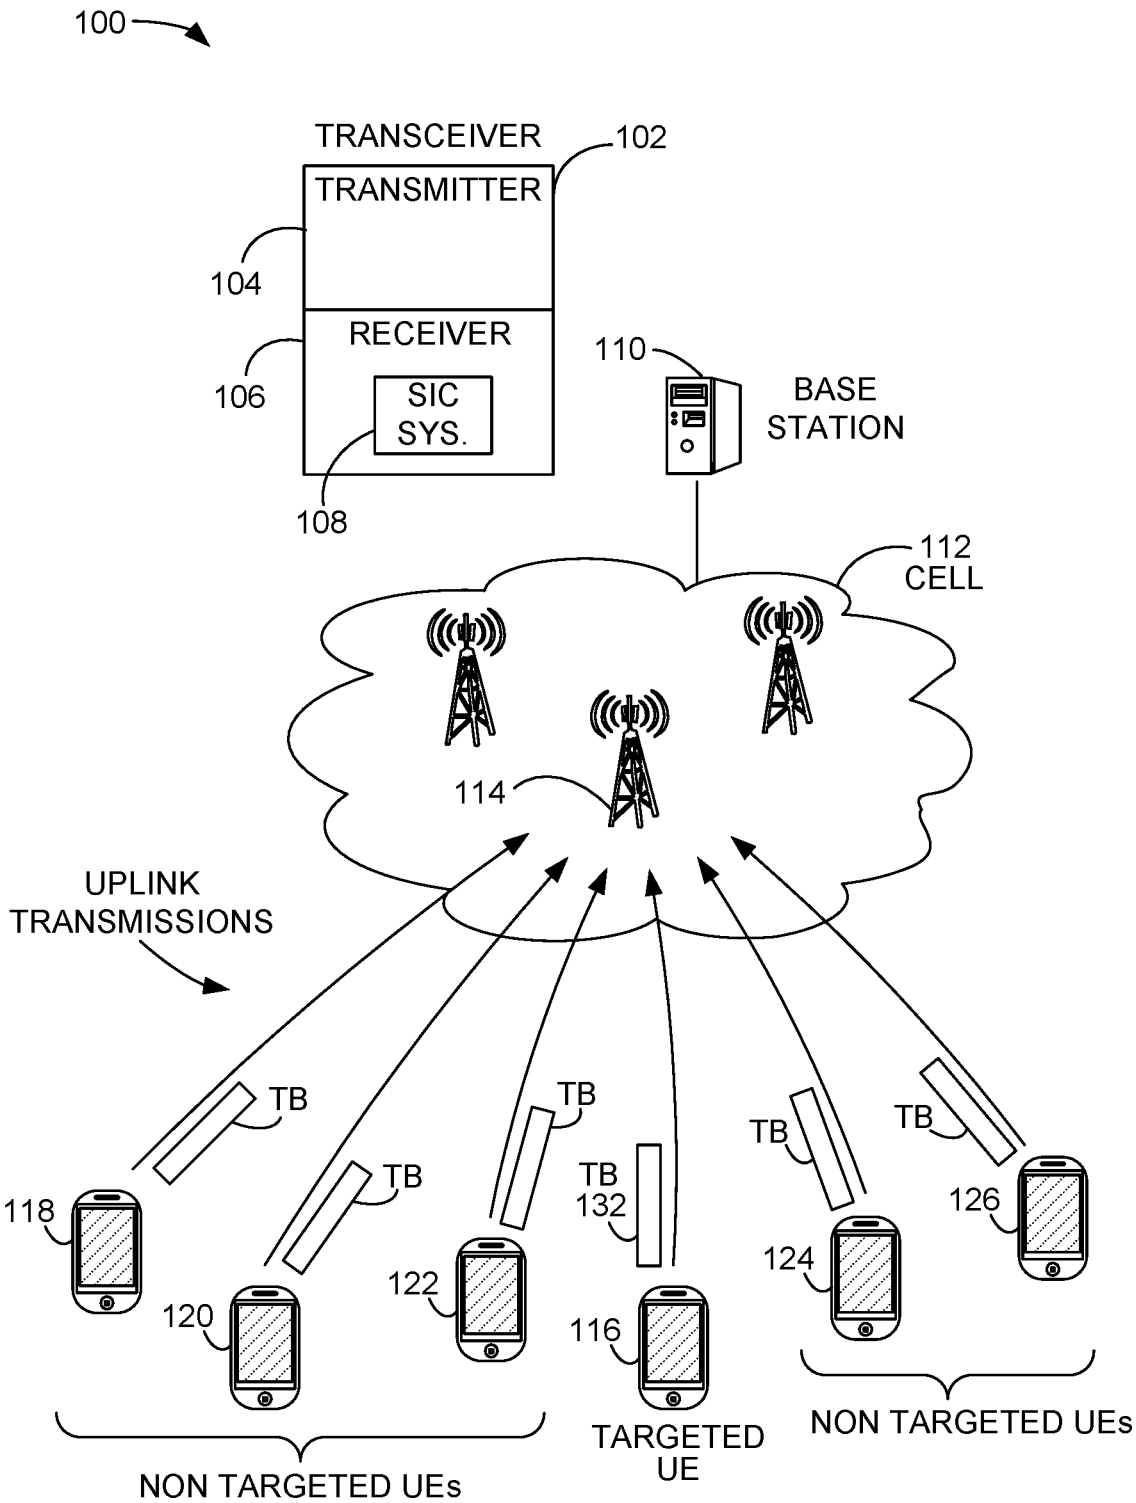 100
TRANSCEIVER
102
TRANSMITTER
104
RECEIVER
106
SIC
SYS.
108
110
BASE
STATION
112
CELL
114
UPLINK
TRANSMISSIONS
TB
TB
TB
TB
132
TB
TB
118
120
122
116
124
126
TARGETED
UE
NON TARGETED UEs
NON TARGETED UEs